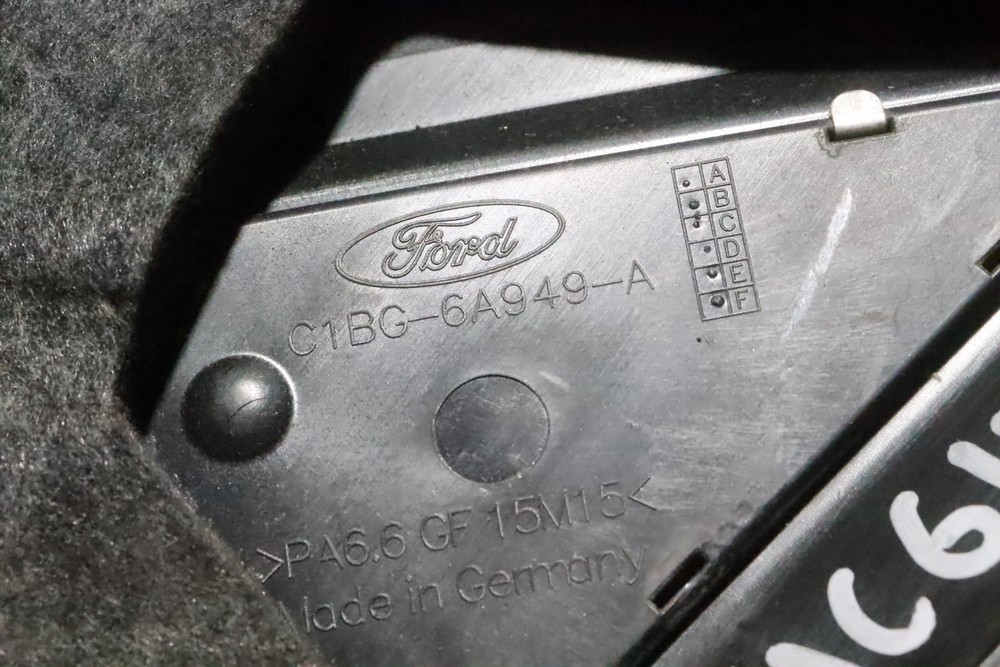 Ford
C1BG-6A949-A
A
B
C
D
E
F
>PA6.6 GF 15M15<
Made in Germany